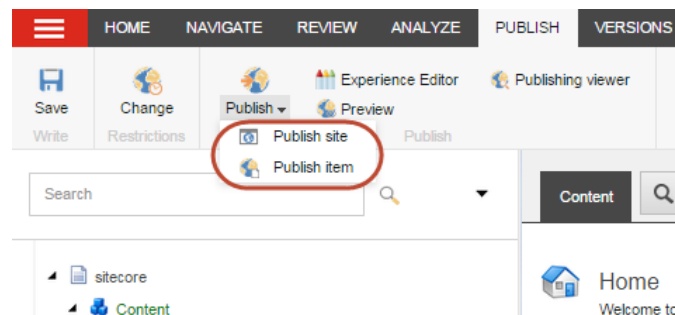 HOME NAVIGATE REVIEW ANALYZE PUBLISH VERSIONS
Experience Editor Publishing viewer
Save Change Publish Preview
Write Restrictions Publish
Publish site
Publish item
Search
Content
sitecore
Home
Content
Welcome to